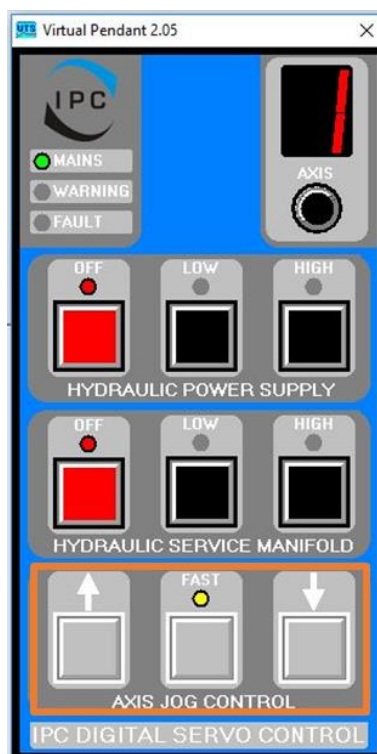 UTS Virtual Pendant 2.05
IPC
MAINS
WARNING
FAULT
1
AXIS
OFF LOW HIGH
HYDRAULIC POWER SUPPLY
OFF LOW HIGH
HYDRAULIC SERVICE MANIFOLD
FAST
AXIS JOG CONTROL
IPC DIGITAL SERVO CONTROL